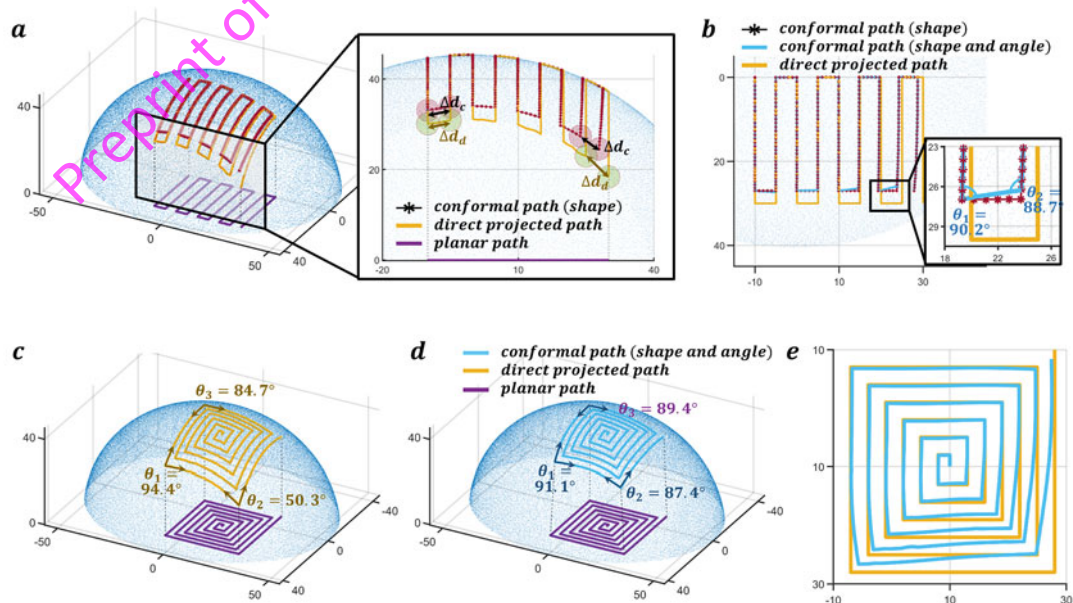 Preprint of
a
40
20
0
-50
0
50
40
0
Δd_c
Δd_d
Δd_c
Δd_d
conformal path (shape)
direct projected path
planar path
40
20
0
-20
10
40
b
conformal path (shape)
conformal path (shape and angle)
direct projected path
0
20
40
-10
10
30
23
26
29
18
22
26
θ₁ =
90.2°
θ₂ =
88.7°
c
θ₃ = 84.7°
θ₁ =
94.4°
θ₂ = 50.3°
40
0
-50
0
50
40
0
-40
d
conformal path (shape and angle)
direct projected path
planar path
θ₃ = 89.4°
θ₁ =
91.1°
θ₂ = 87.4°
40
0
-50
0
50
40
0
-40
e
10
10
30
-10
10
30